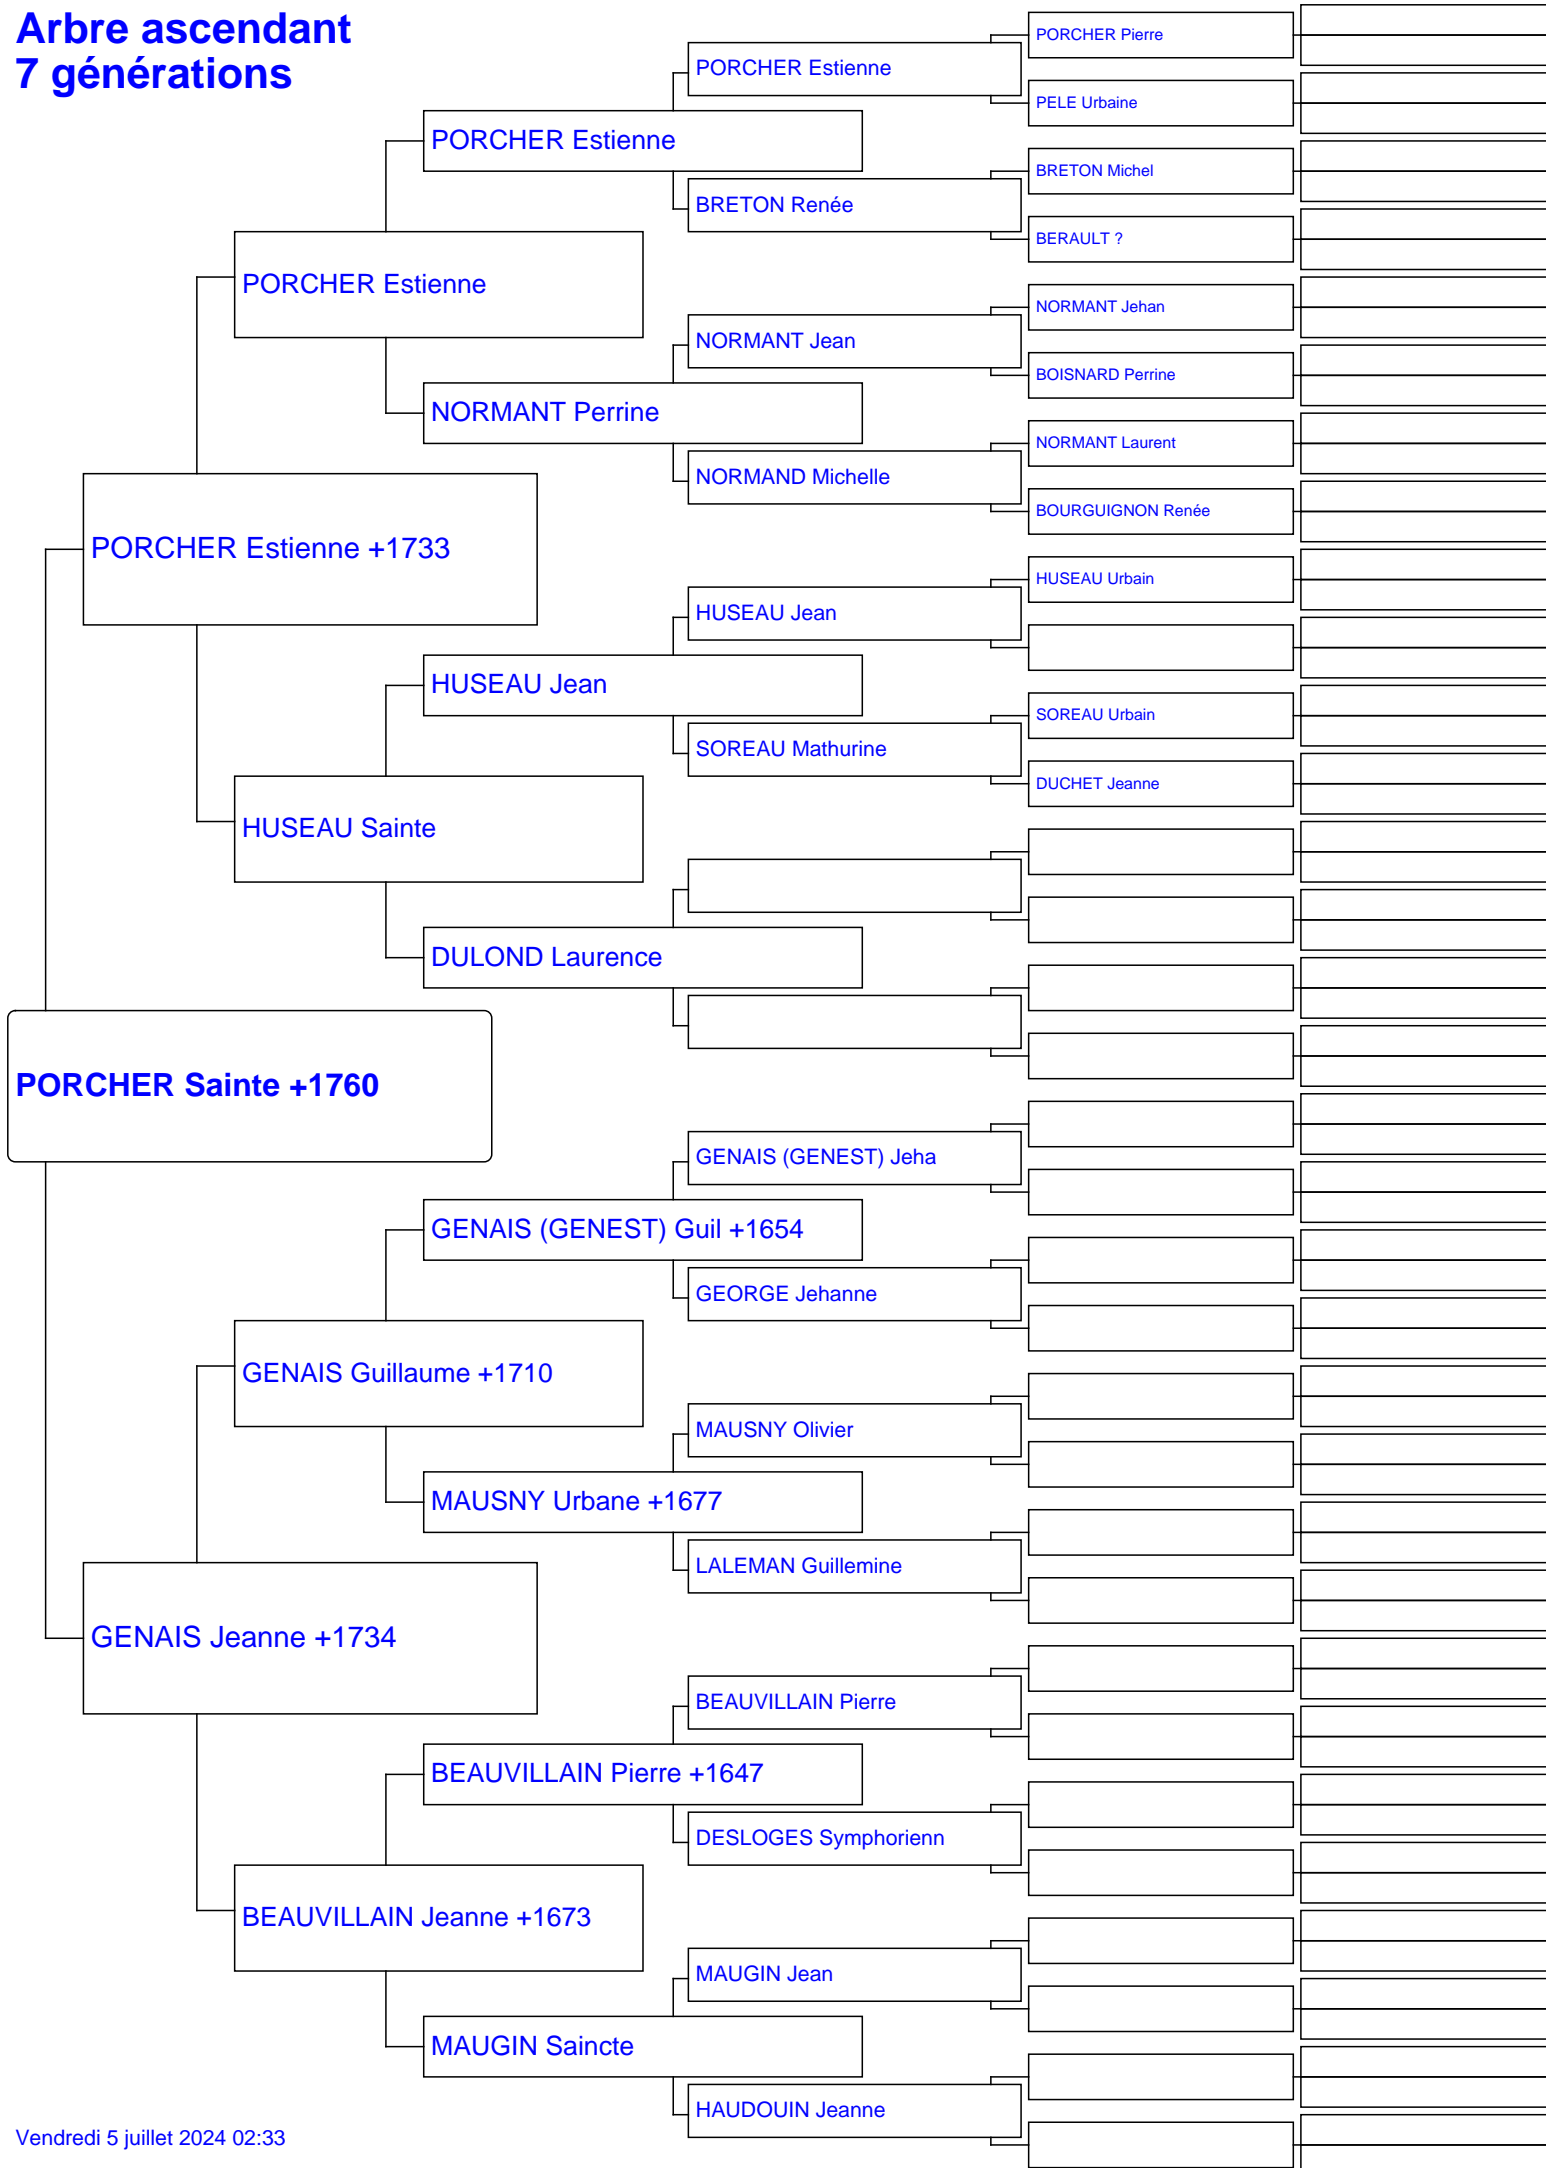 Arbre ascendant
7 générations
PORCHER Pierre
PORCHER Estienne
PELE Urbaine
PORCHER Estienne
BRETON Michel
BRETON Renée
BERAULT ?
PORCHER Estienne
NORMANT Jehan
NORMANT Jean
BOISNARD Perrine
NORMANT Perrine
NORMANT Laurent
NORMAND Michelle
BOURGUIGNON Renée
PORCHER Estienne +1733
HUSEAU Urbain
HUSEAU Jean
HUSEAU Jean
SOREAU Urbain
SOREAU Mathurine
DUCHET Jeanne
HUSEAU Sainte
DULOND Laurence
PORCHER Sainte +1760
GENAIS (GENEST) Jeha
GENAIS (GENEST) Guil +1654
GEORGE Jehanne
GENAIS Guillaume +1710
MAUSNY Olivier
MAUSNY Urbane +1677
LALEMAN Guillemine
GENAIS Jeanne +1734
BEAUVILLAIN Pierre
BEAUVILLAIN Pierre +1647
DESLOGES Symphorienn
BEAUVILLAIN Jeanne +1673
MAUGIN Jean
MAUGIN Saincte
HAUDOUIN Jeanne
Vendredi 5 juillet 2024 02:33